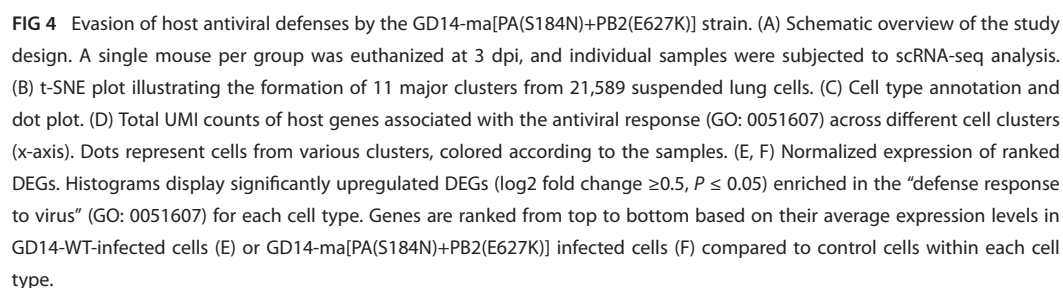 FIG 4 Evasion of host antiviral defenses by the GD14-ma[PA(S184N)+PB2(E627K)] strain. (A) Schematic overview of the study
design. A single mouse per group was euthanized at 3 dpi, and individual samples were subjected to scRNA-seq analysis.
(B) t-SNE plot illustrating the formation of 11 major clusters from 21,589 suspended lung cells. (C) Cell type annotation and
dot plot. (D) Total UMI counts of host genes associated with the antiviral response (GO: 0051607) across different cell clusters
(x-axis). Dots represent cells from various clusters, colored according to the samples. (E, F) Normalized expression of ranked
DEGs. Histograms display significantly upregulated DEGs (log2 fold change ≥0.5, P ≤ 0.05) enriched in the “defense response
to virus” (GO: 0051607) for each cell type. Genes are ranked from top to bottom based on their average expression levels in
GD14-WT-infected cells (E) or GD14-ma[PA(S184N)+PB2(E627K)] infected cells (F) compared to control cells within each cell
type.